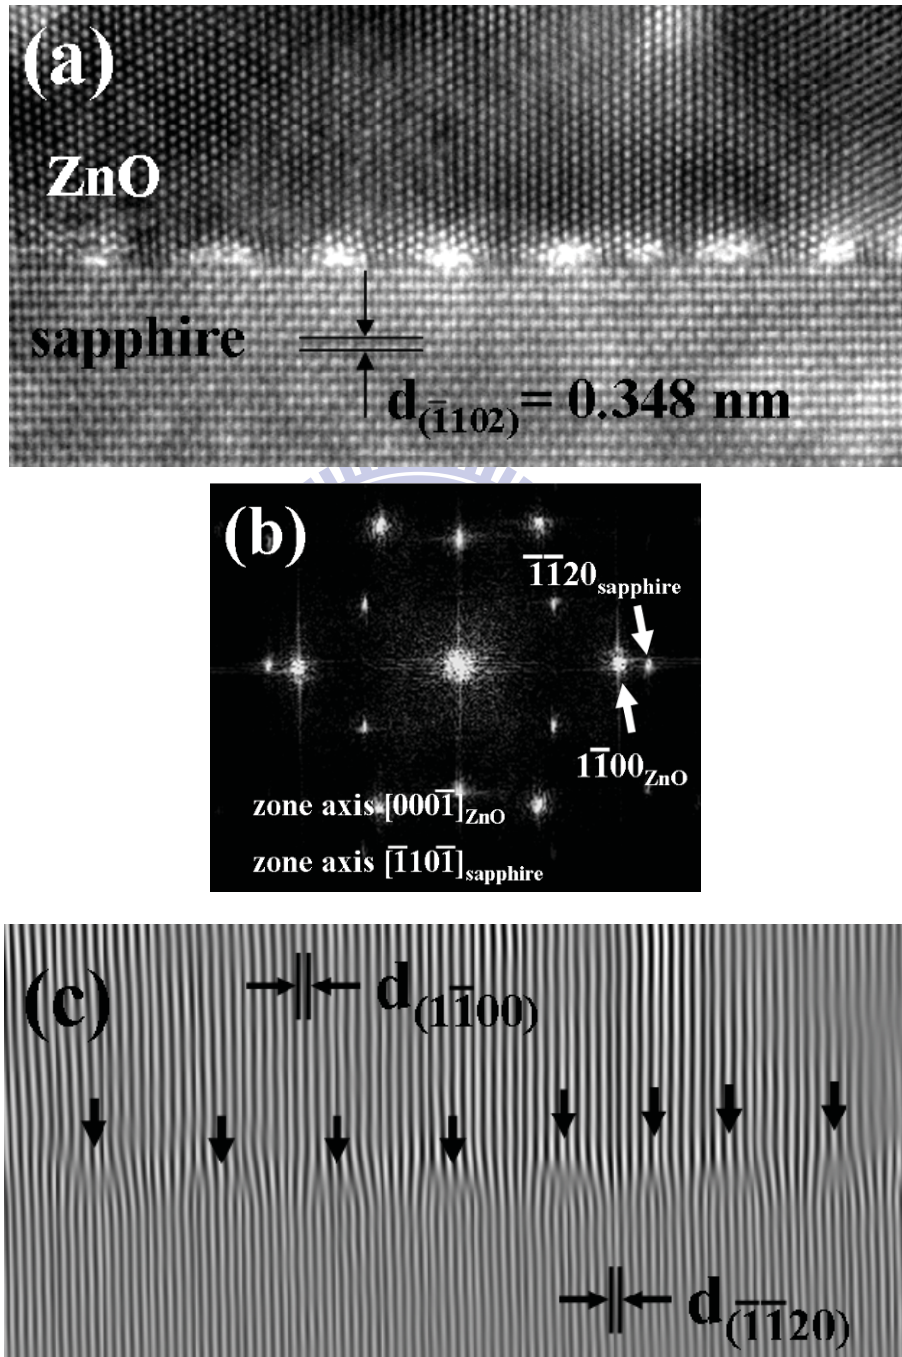 (a)
ZnO
sapphire
d(1̅102) = 0.348 nm
(b)
1̅1̅20sapphire
11̅00ZnO
zone axis [0001̅]ZnO
zone axis [1̅101̅]sapphire
(c)
d(11̅00)
d(1̅1̅20)